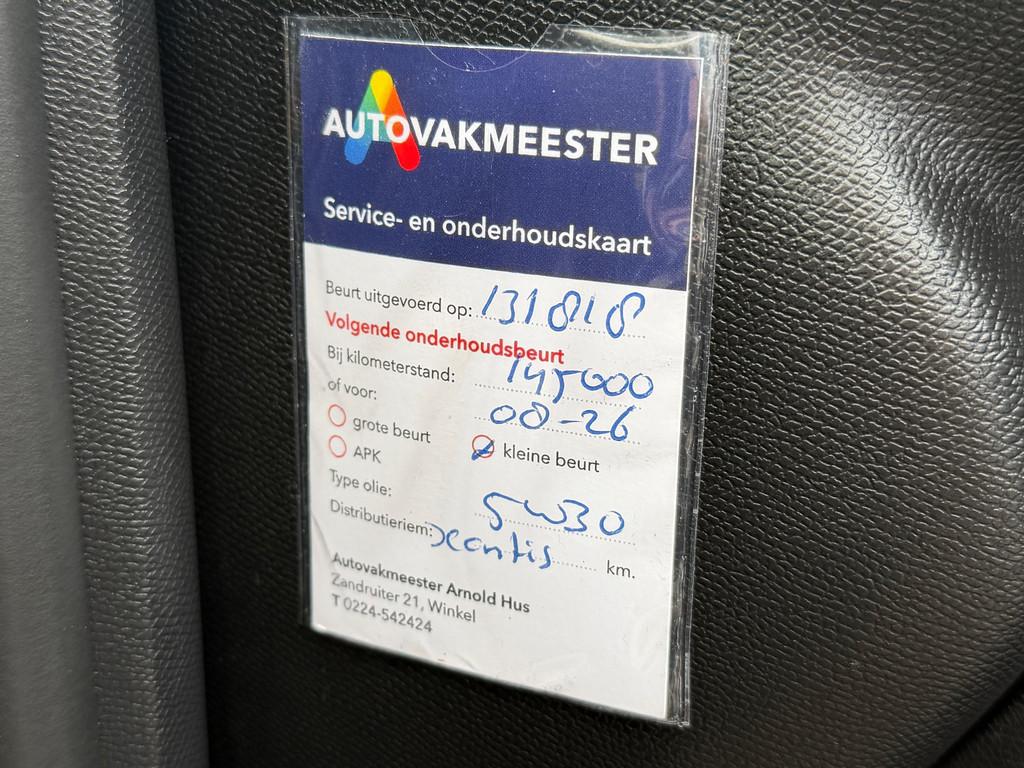 AUTOVAKMEESTER
Service- en onderhoudskaart
Beurt uitgevoerd op: 131818
Volgende onderhoudsbeurt
Bij kilometerstand: 145000
of voor: 08-26
grote beurt
kleine beurt
APK
Type olie: 5W30
Distributieriem: km.
Autovakmeester Arnold Hus
Zandruiter 21, Winkel
T 0224-542424